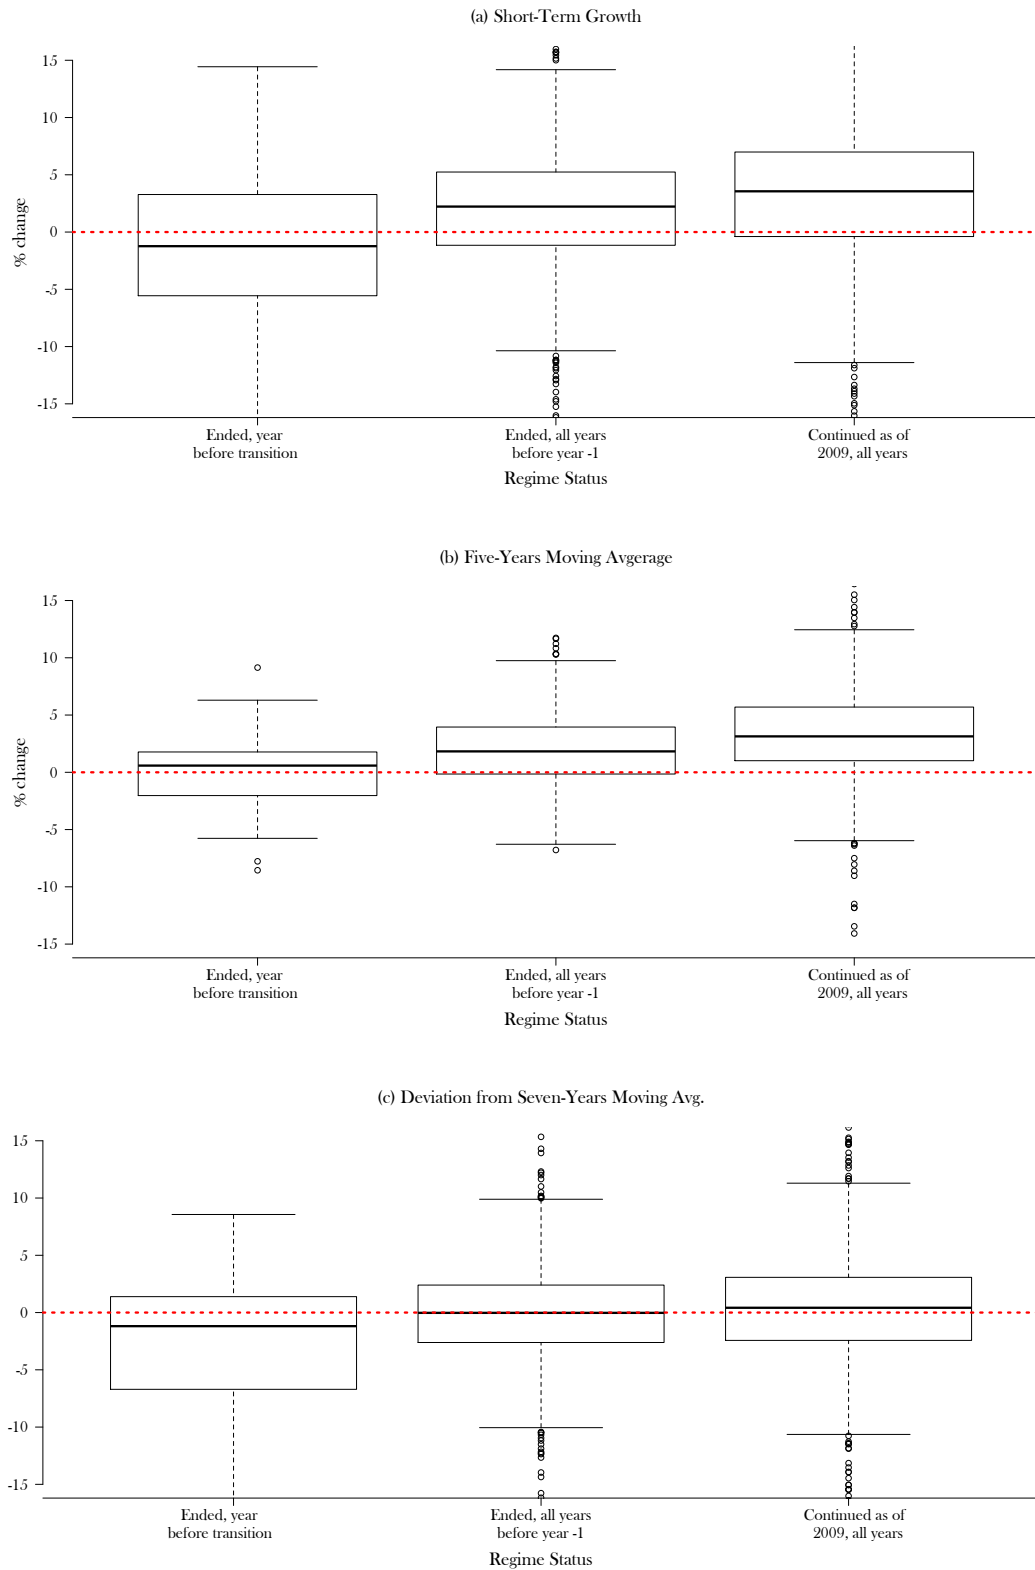 (a) Short-Term Growth
15
10
5
0
-5
-10
-15
% change
Ended, year
before transition
Ended, all years
before year -1
Continued as of
2009, all years
Regime Status
(b) Five-Years Moving Avgerage
15
10
5
0
-5
-10
-15
% change
Ended, year
before transition
Ended, all years
before year -1
Continued as of
2009, all years
Regime Status
(c) Deviation from Seven-Years Moving Avg.
15
10
5
0
-5
-10
-15
Ended, year
before transition
Ended, all years
before year -1
Continued as of
2009, all years
Regime Status